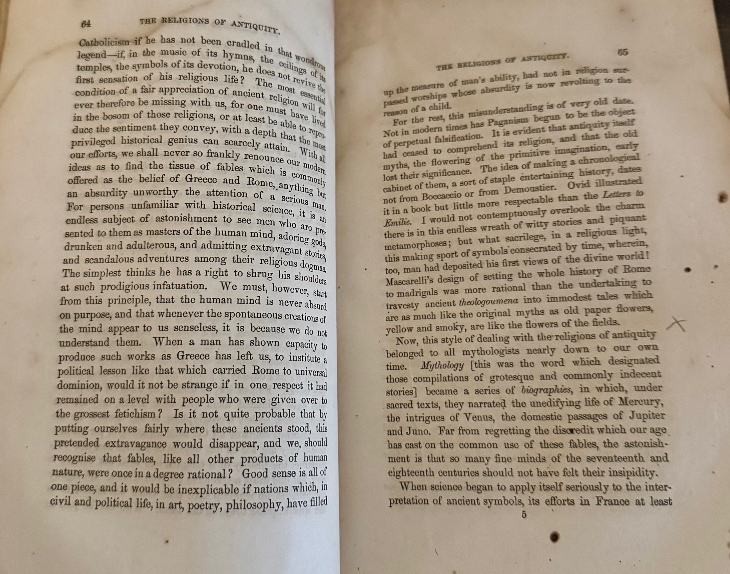 64
THE RELIGIONS OF ANTIQUITY.
Catholicism if he has not been cradled in that wondrous
legend—if, in the music of its hymns, the ceilings of its
temples, the symbols of its devotion, he does not revive the
first sensation of his religious life? The most essential
condition of a fair appreciation of ancient religion will for
ever therefore be missing with us, for one must have lived
in the bosom of those religions, or at least be able to repro-
duce the sentiment they convey, with a depth that the most
privileged historical genius can scarcely attain. With all
our efforts, we shall never so frankly renounce our modern
ideas as to find the tissue of fables which is commonly
offered as the belief of Greece and Rome, anything but
an absurdity unworthy the attention of a serious man.
For persons unfamiliar with historical science, it is an
endless subject of astonishment to see men who are pre-
sented to them as masters of the human mind, adoring gods,
drunken and adulterous, and admitting extravagant stories,
and scandalous adventures among their religious dogmas.
The simplest thinks he has a right to shrug his shoulders
at such prodigious infatuation. We must, however, start
from this principle, that the human mind is never absurd
on purpose, and that whenever the spontaneous creations of
the mind appear to us senseless, it is because we do not
understand them. When a man has shown capacity to
produce such works as Greece has left us, to institute a
political lesson like that which carried Rome to universal
dominion, would it not be strange if in one respect it had
remained on a level with people who were given over to
the grossest fetichism? Is it not quite probable that by
putting ourselves fairly where these ancients stood, this
pretended extravagance would disappear, and we, should
recognise that fables, like all other products of human
nature, were once in a degree rational? Good sense is all of
one piece, and it would be inexplicable if nations which, in
civil and political life, in art, poetry, philosophy, have filled
THE RELIGIONS OF ANTIQUITY.
65
up the measure of man's ability, had not in religion sur-
passed worships whose absurdity is now revolting to the
reason of a child.
For the rest, this misunderstanding is of very old date.
Not in modern times has Paganism begun to be the object
of perpetual falsification. It is evident that antiquity itself
had ceased to comprehend its religion, and that the old
myths, the flowering of the primitive imagination, early
lost their significance. The idea of making a chronological
cabinet of them, a sort of staple entertaining history, dates
not from Boccaccio or from Demoustier. Ovid illustrated
it in a book but little more respectable than the Letters to
Emilie. I would not contemptuously overlook the charm
there is in this endless wreath of witty stories and piquant
metamorphoses; but what sacrilege, in a religious light,
this making sport of symbols consecrated by time, wherein,
too, man had deposited his first views of the divine world!
Mascarelli's design of setting the whole history of Rome
to madrigals was more rational than the undertaking to
travesty ancient theologoumena into immodest tales which
are as much like the original myths as old paper flowers,
yellow and smoky, are like the flowers of the fields.
Now, this style of dealing with the religions of antiquity
belonged to all mythologists nearly down to our own
time. Mythology [this was the word which designated
those compilations of grotesque and commonly indecent
stories] became a series of biographies, in which, under
sacred texts, they narrated the unedifying life of Mercury,
the intrigues of Venus, the domestic passages of Jupiter
and Juno. Far from regretting the discredit which our age
has cast on the common use of these fables, the astonish-
ment is that so many fine minds of the seventeenth and
eighteenth centuries should not have felt their insipidity.
When science began to apply itself seriously to the inter-
pretation of ancient symbols, its efforts in France at least
5